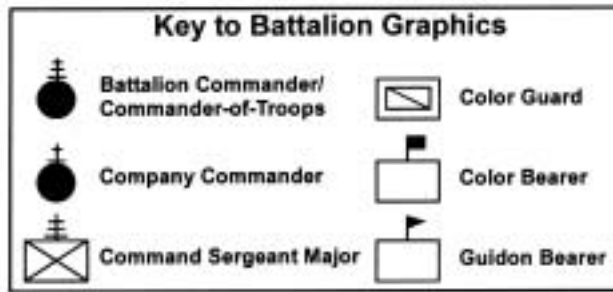 Key to Battalion Graphics
Battalion Commander/
Commander-of-Troops
Color Guard
Company Commander
Color Bearer
Command Sergeant Major
Guidon Bearer